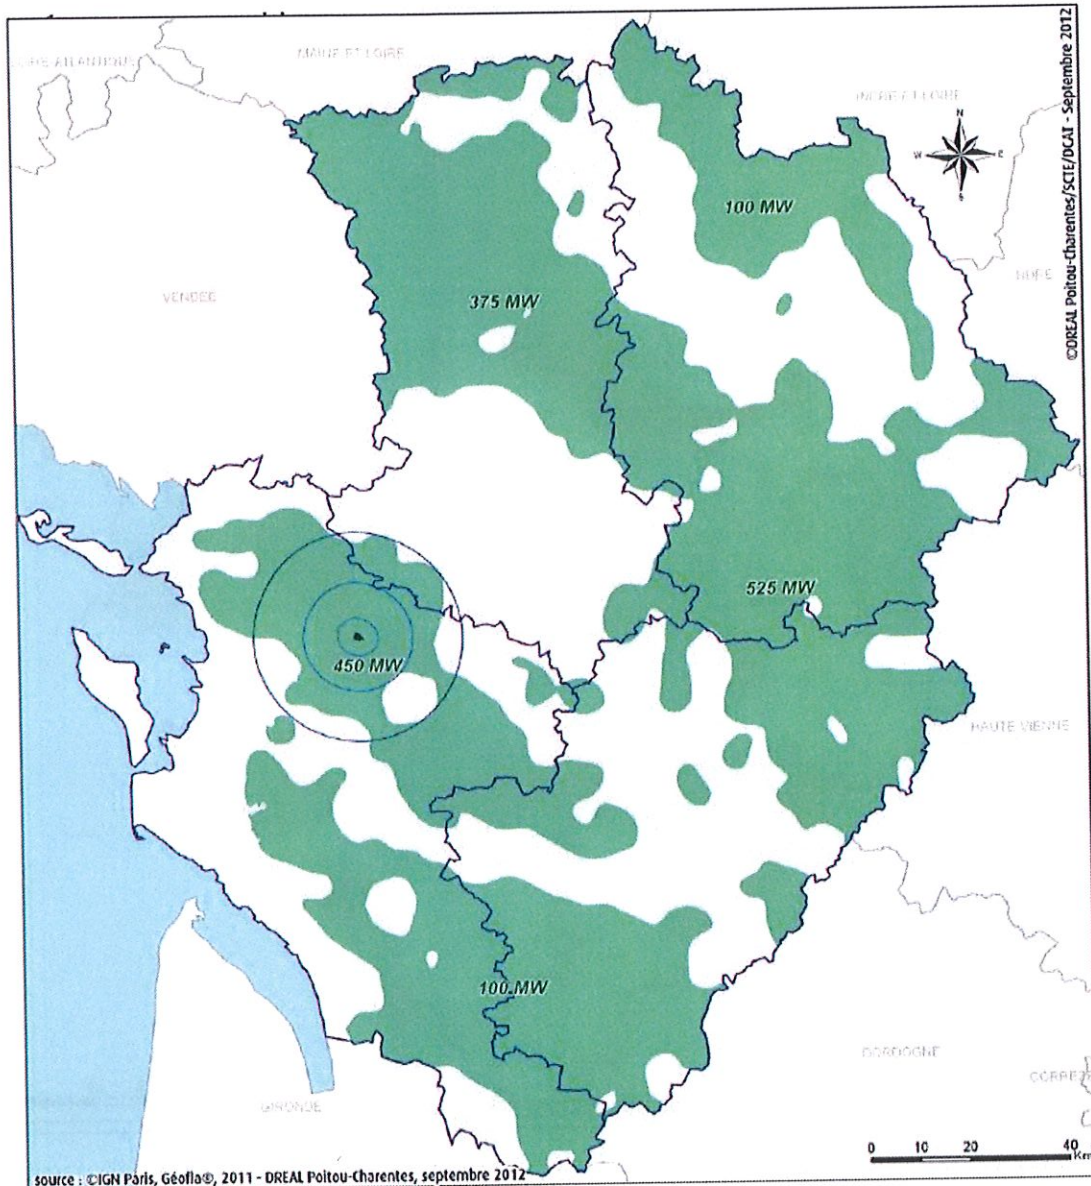 MAINE ET LOIRE
INDRE ET LOIRE
©DREAL Poitou-Charentes/SCTE/DCAT - Septembre 2012
N
W
E
S
100 MW
INDRE
VENDEE
375 MW
525 MW
450 MW
HAUTE VIENNE
100 MW
DORDOGNE
GIRONDE
0 10 20 40
Km
source : ©IGN Paris, Géofla®, 2011 - DREAL Poitou-Charentes, septembre 2012